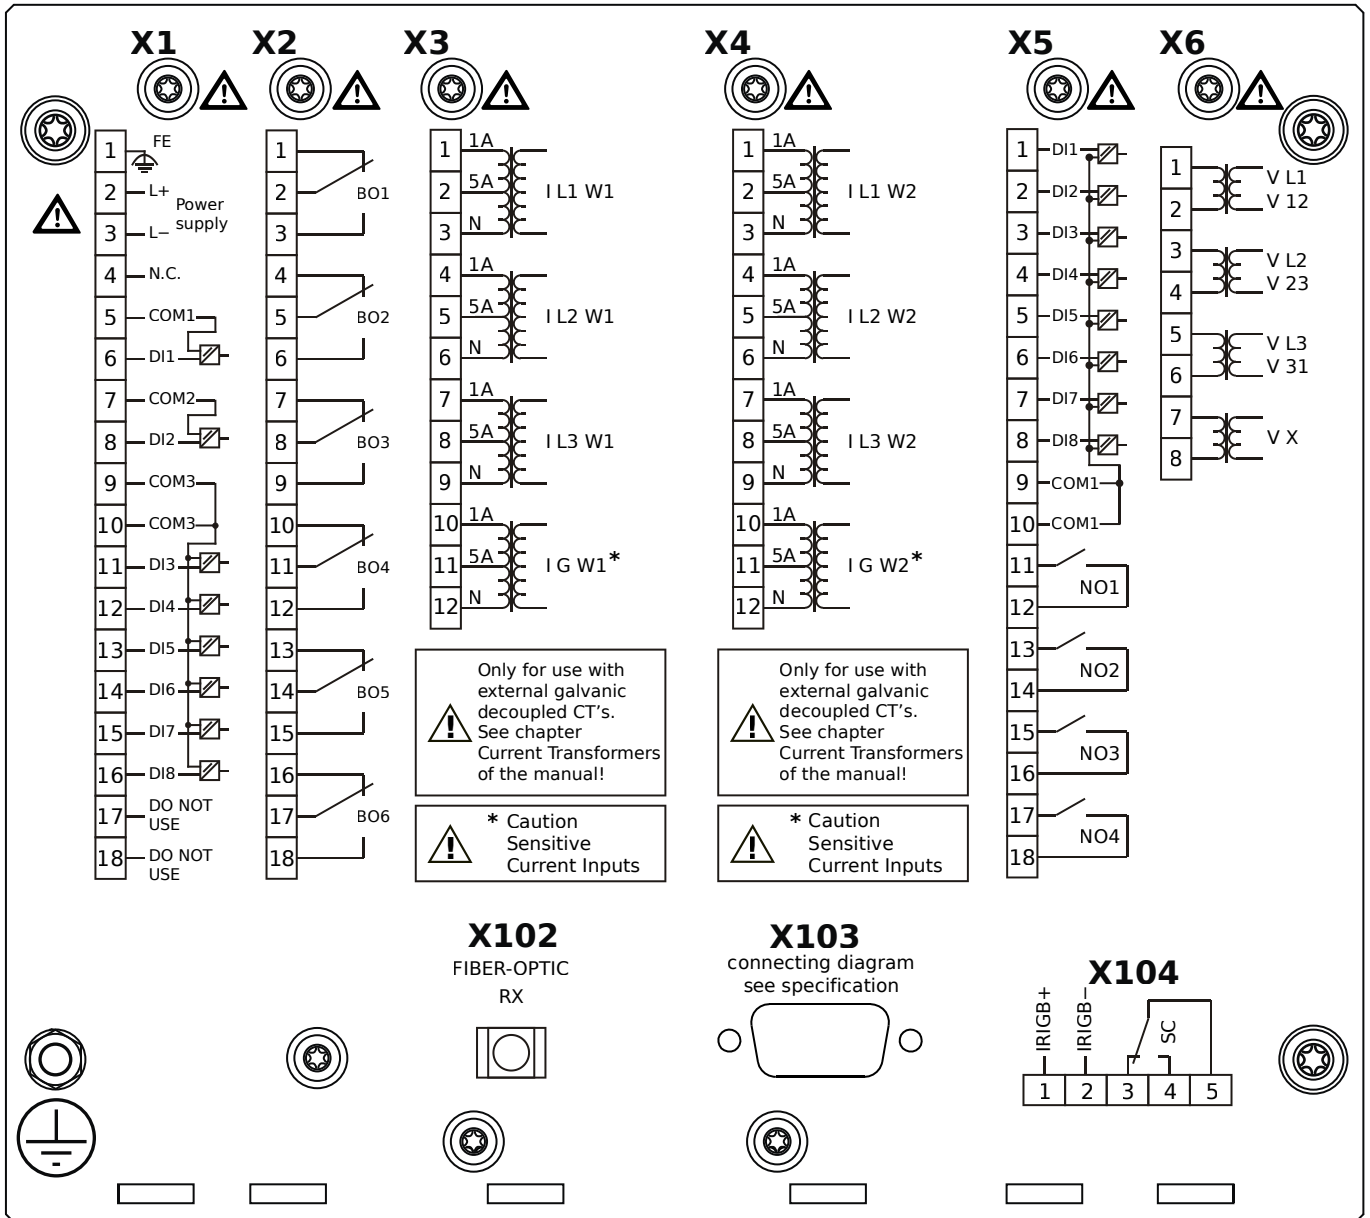 X1
X2
X3
X4
X5
X6
1
FE
2
L+
Power
supply
3
L−
4
N.C.
5
COM1
6
DI1
7
COM2
8
DI2
9
COM3
10
COM3
11
DI3
12
DI4
13
DI5
14
DI6
15
DI7
16
DI8
17
DO NOT
USE
18
DO NOT
USE
1
2
BO1
3
4
5
BO2
6
7
8
BO3
9
10
11
BO4
12
13
14
BO5
15
16
17
BO6
18
1
1A
2
5A
I L1 W1
3
N
4
1A
5
5A
I L2 W1
6
N
7
1A
8
5A
I L3 W1
9
N
10
1A
11
5A
I G W1*
12
N
Only for use with
external galvanic
decoupled CT's.
See chapter
Current Transformers
of the manual!
* Caution
Sensitive
Current Inputs
1
1A
2
5A
I L1 W2
3
N
4
1A
5
5A
I L2 W2
6
N
7
1A
8
5A
I L3 W2
9
N
10
1A
11
5A
I G W2*
12
N
Only for use with
external galvanic
decoupled CT's.
See chapter
Current Transformers
of the manual!
* Caution
Sensitive
Current Inputs
1
DI1
2
DI2
3
DI3
4
DI4
5
DI5
6
DI6
7
DI7
8
DI8
9
COM1
10
COM1
11
NO1
12
13
NO2
14
15
NO3
16
17
NO4
18
1
V L1
2
V 12
3
V L2
4
V 23
5
V L3
6
V 31
7
V X
8
X102
FIBER-OPTIC
RX
X103
connecting diagram
see specification
X104
IRIGB+
IRIGB−
SC
1 2 3 4 5